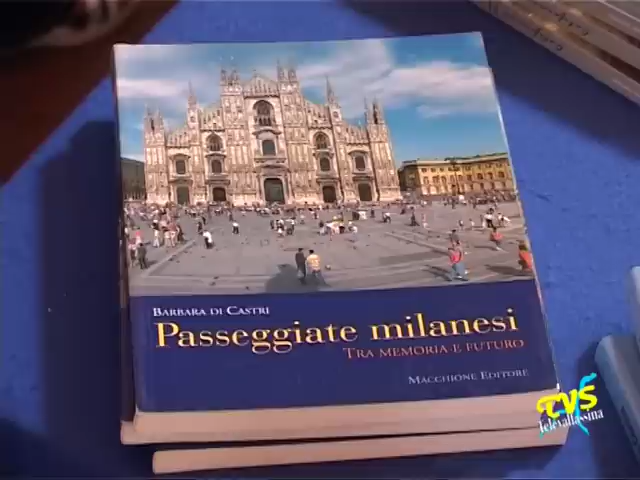 BARBARA DI CASTRI
Passeggiate milanesi
TRA MEMORIA E FUTURO
MACCHIONE EDITORE
TVS
Televallassina